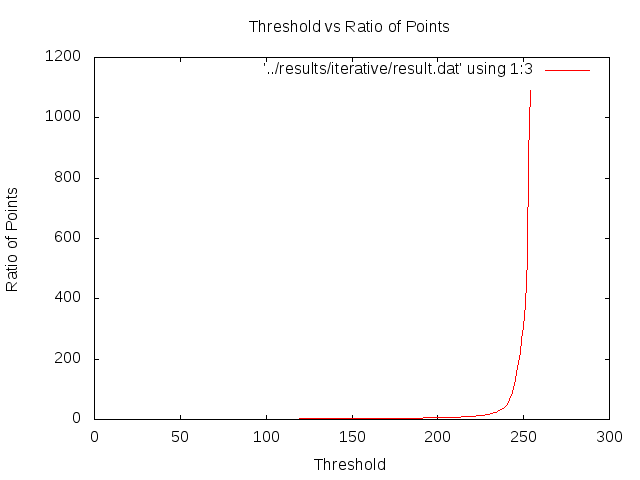 Threshold vs Ratio of Points
'../results/iterative/result.dat' using 1:3
1200
1000
800
600
400
200
0
Ratio of Points
0 50 100 150 200 250 300
Threshold